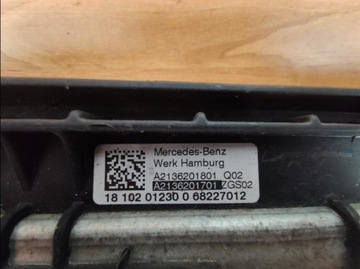 Mercedes-Benz
Werk Hamburg
A2136201801 Q02
A2136201701 ZGS02
18 102 01230 0 68227012